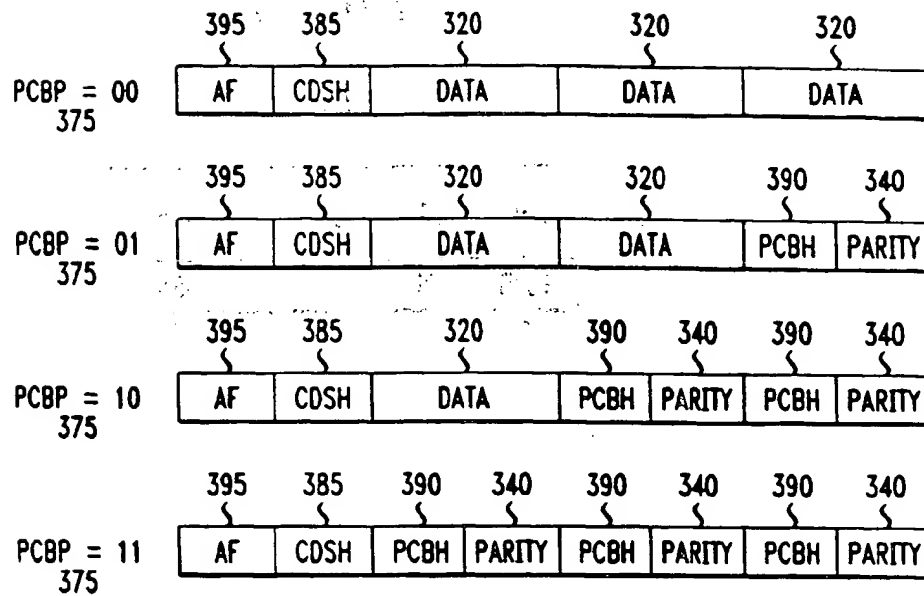 395 385 320 320 320
PCBP = 00 AF CDSH DATA DATA DATA
375
395 385 320 320 390 340
PCBP = 01 AF CDSH DATA DATA PCBH PARITY
375
395 385 320 390 340 390 340
PCBP = 10 AF CDSH DATA PCBH PARITY PCBH PARITY
375
395 385 390 340 390 340 390 340
PCBP = 11 AF CDSH PCBH PARITY PCBH PARITY PCBH PARITY
375